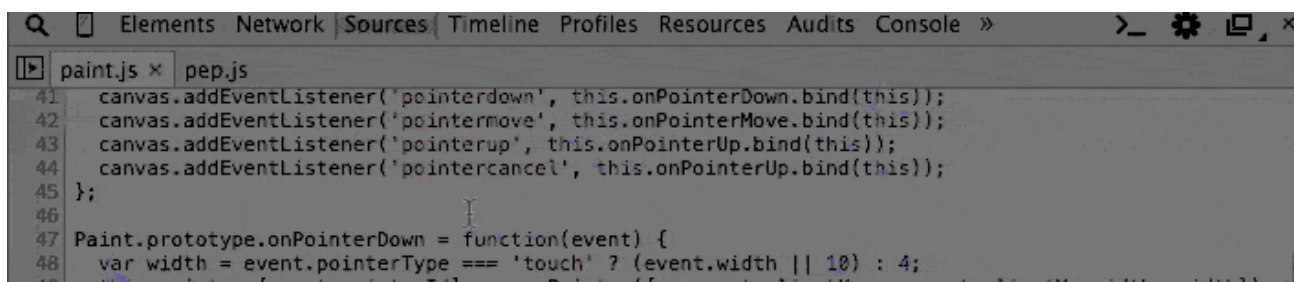 Elements Network Sources Timeline Profiles Resources Audits Console »
paint.js × pep.js
41 canvas.addEventListener('pointerdown', this.onPointerDown.bind(this));
42 canvas.addEventListener('pointermove', this.onPointerMove.bind(this));
43 canvas.addEventListener('pointerup', this.onPointerUp.bind(this));
44 canvas.addEventListener('pointercancel', this.onPointerUp.bind(this));
45 };
46
47 Paint.prototype.onPointerDown = function(event) {
48 var width = event.pointerType === 'touch' ? (event.width || 10) : 4;